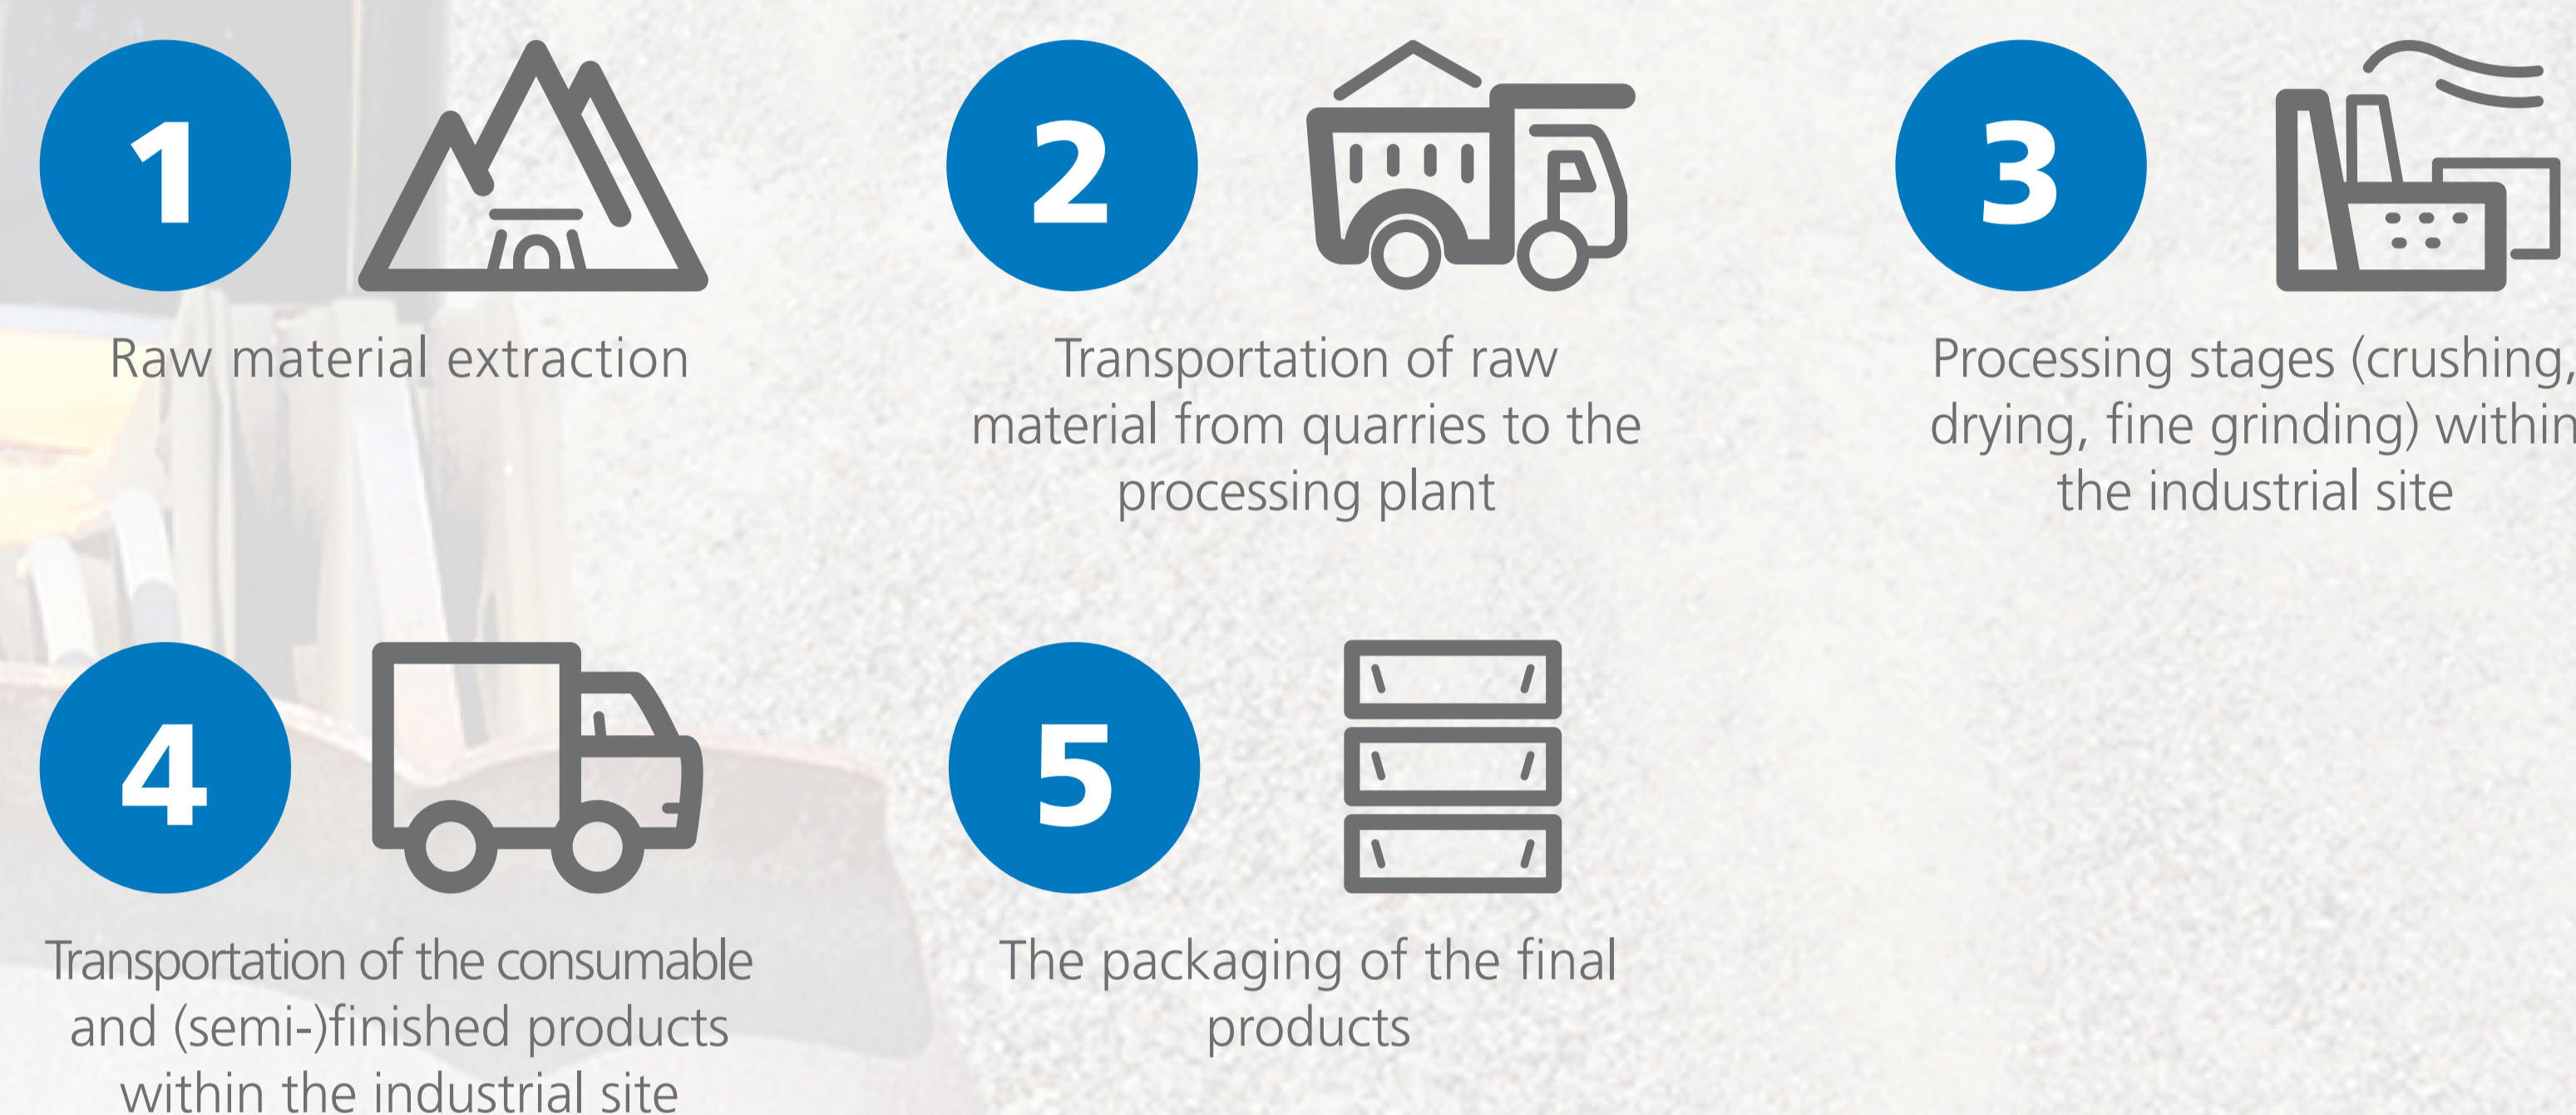 1
Raw material extraction
2
Transportation of raw
material from quarries to the
processing plant
3
Processing stages (crushing,
drying, fine grinding) within
the industrial site
4
Transportation of the consumable
and (semi-)finished products
within the industrial site
5
The packaging of the final
products